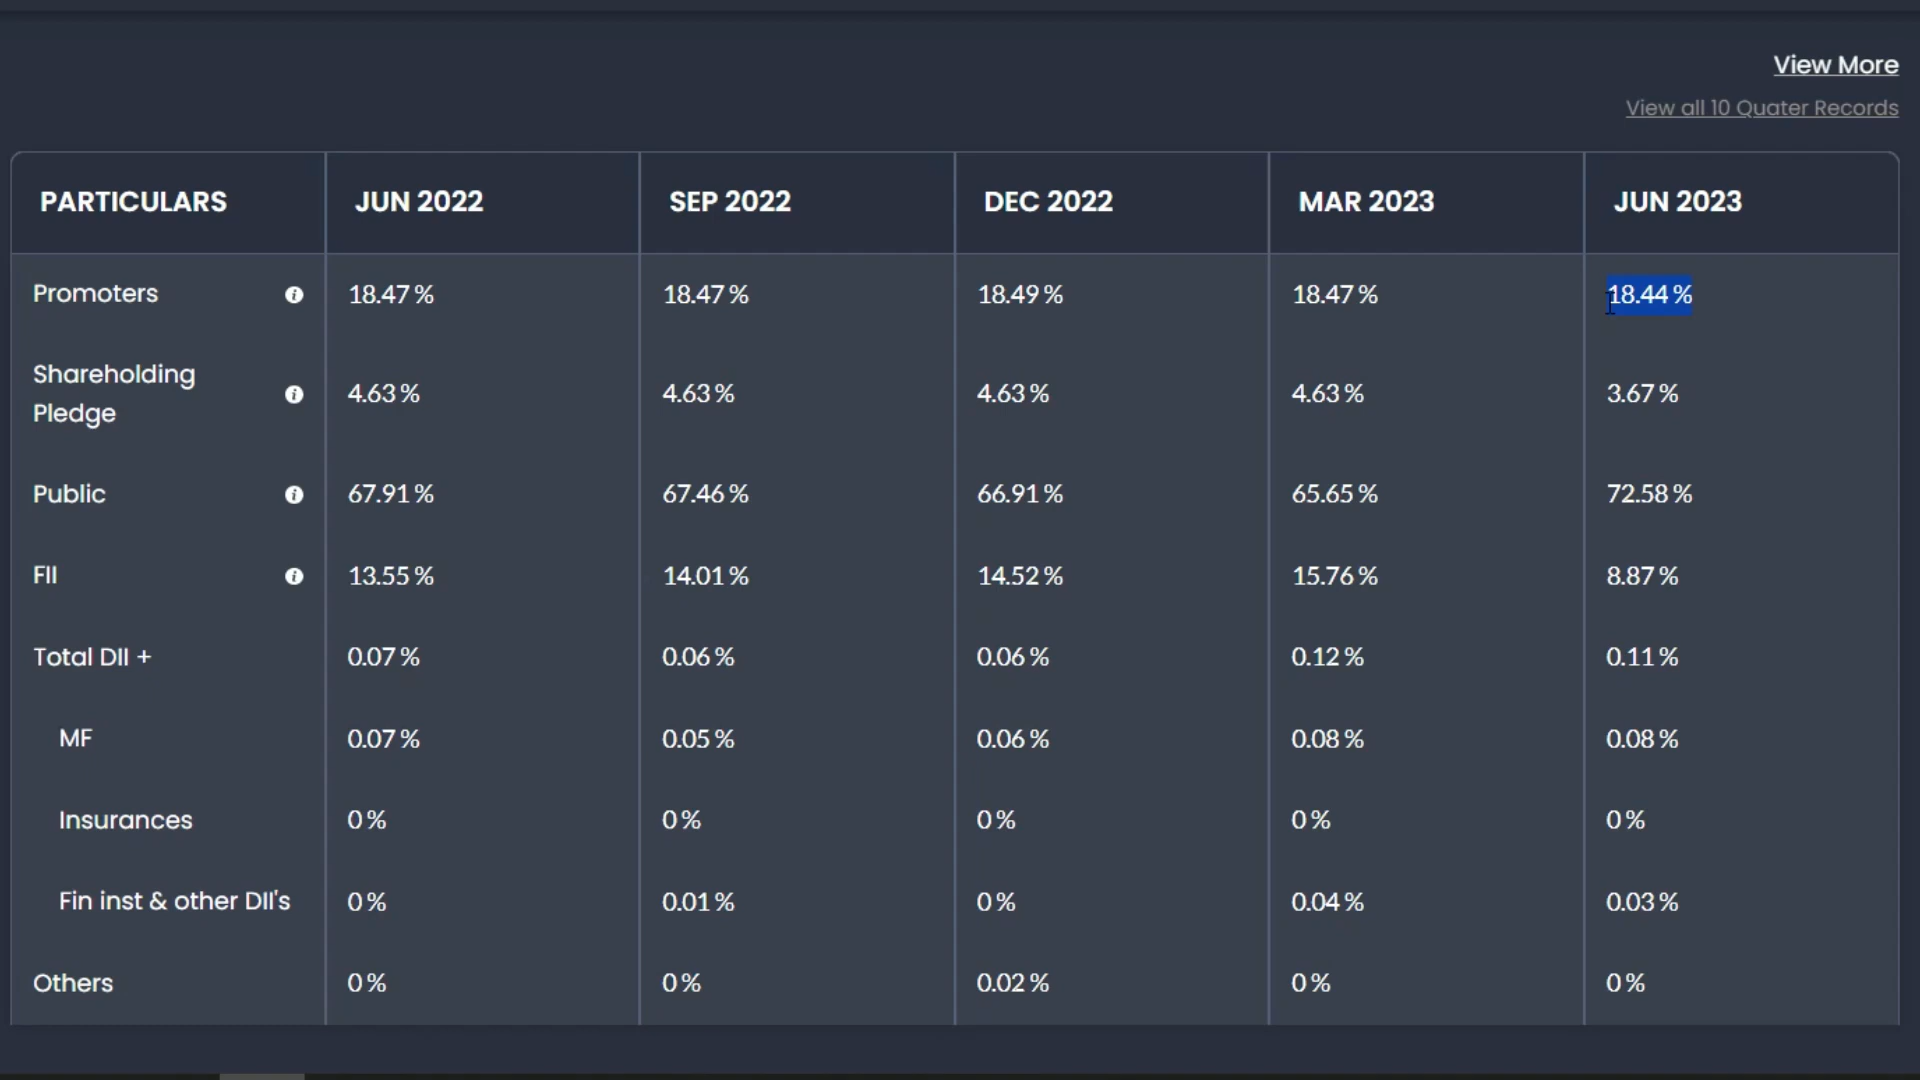 View More
View all 10 Quater Records
PARTICULARS JUN 2022 SEP 2022 DEC 2022 MAR 2023 JUN 2023
Promoters 18.47 % 18.47 % 18.49 % 18.47 % 18.44 %
Shareholding
Pledge 4.63 % 4.63 % 4.63 % 4.63 % 3.67 %
Public 67.91 % 67.46 % 66.91 % 65.65 % 72.58 %
FII 13.55 % 14.01 % 14.52 % 15.76 % 8.87 %
Total DII + 0.07 % 0.06 % 0.06 % 0.12 % 0.11 %
MF 0.07 % 0.05 % 0.06 % 0.08 % 0.08 %
Insurances 0 % 0 % 0 % 0 % 0 %
Fin inst & other DII's 0 % 0.01 % 0 % 0.04 % 0.03 %
Others 0 % 0 % 0.02 % 0 % 0 %